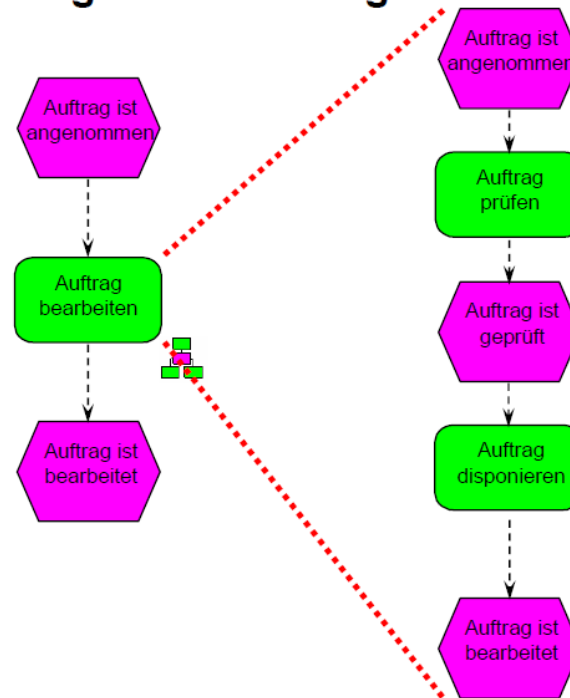 Auftrag ist
angenommen
Auftrag
bearbeiten
Auftrag ist
bearbeitet
Auftrag ist
angenommen
Auftrag
prüfen
Auftrag ist
geprüft
Auftrag
disponieren
Auftrag ist
bearbeitet